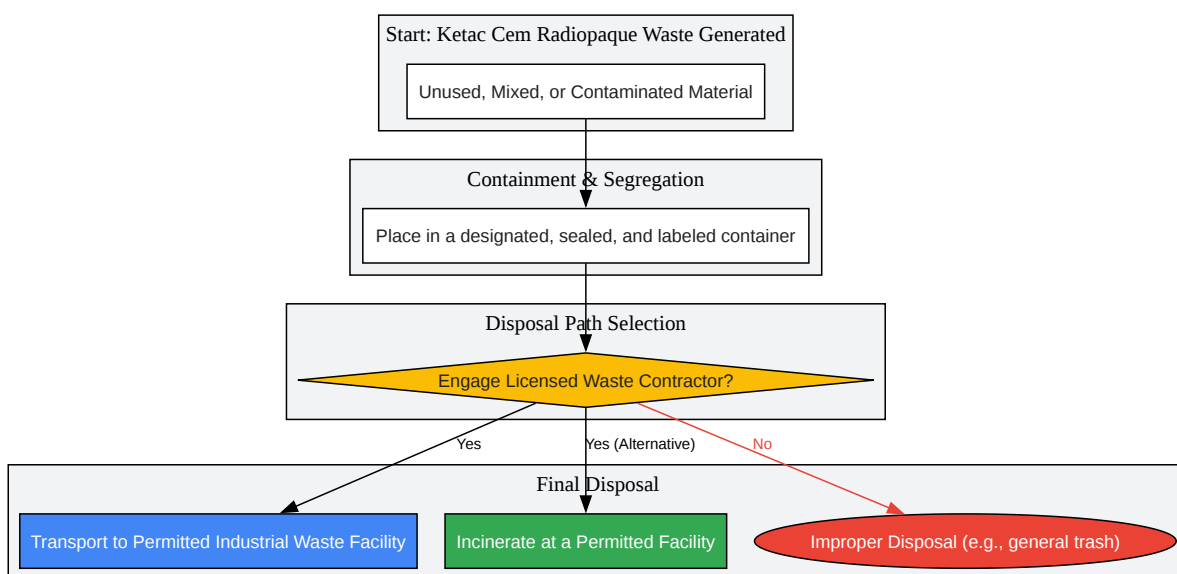 Start: Ketac Cem Radiopaque Waste Generated
Unused, Mixed, or Contaminated Material
Containment & Segregation
Place in a designated, sealed, and labeled container
Disposal Path Selection
Engage Licensed Waste Contractor?
Yes
Yes (Alternative)
No
Final Disposal
Transport to Permitted Industrial Waste Facility
Incinerate at a Permitted Facility
Improper Disposal (e.g., general trash)